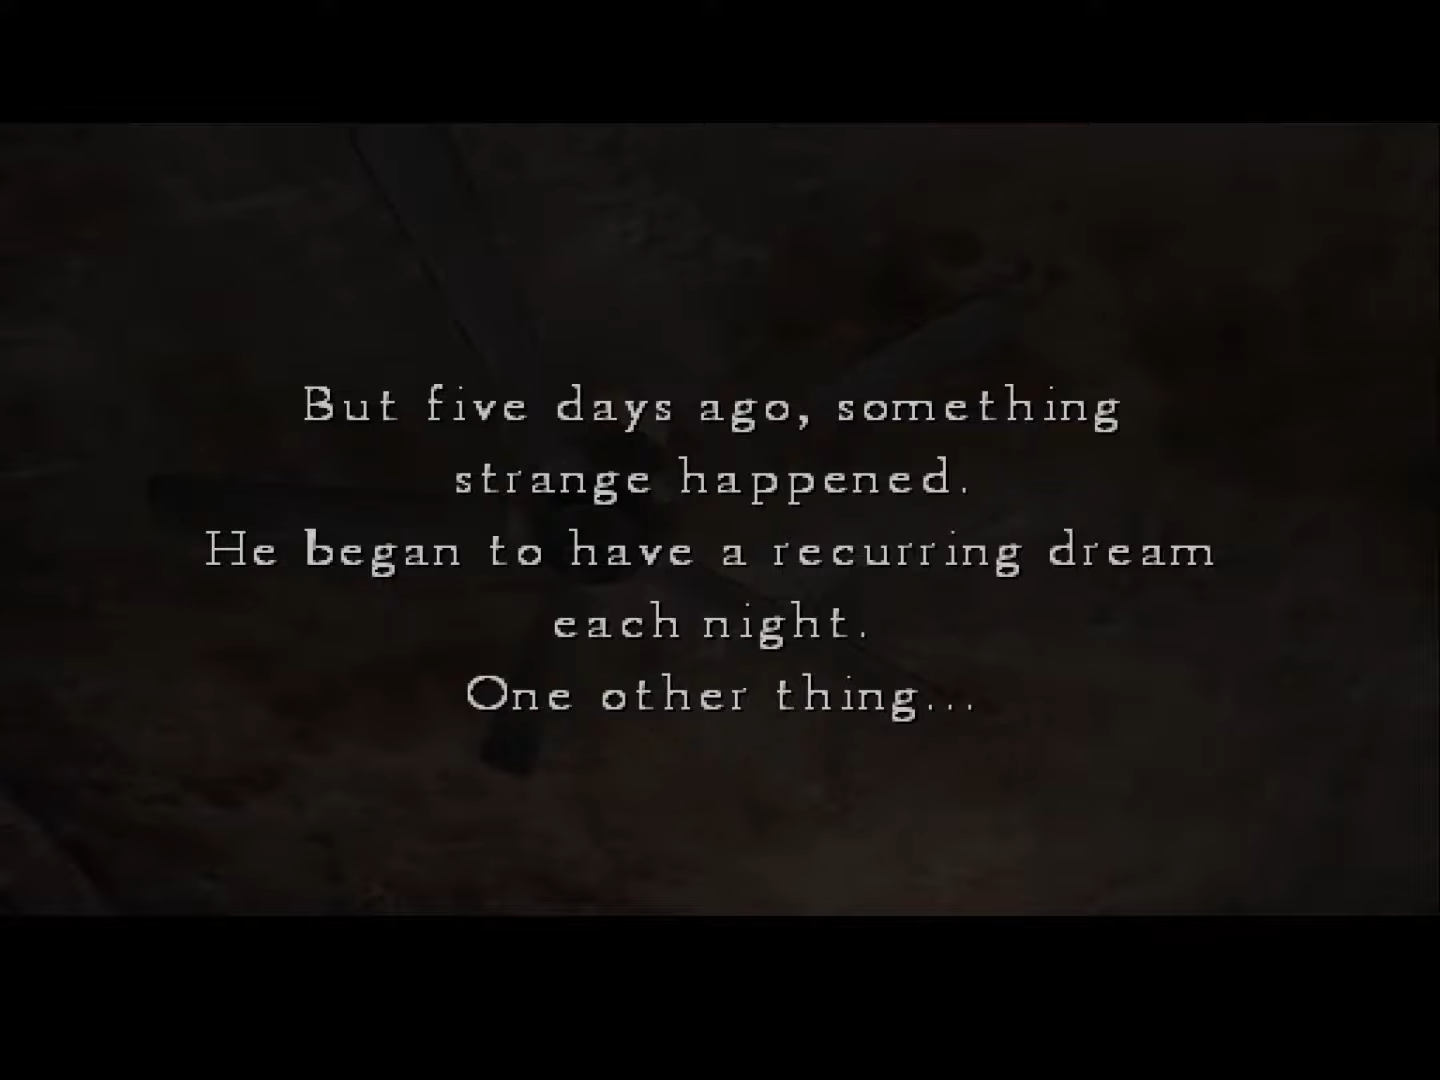 But five days ago, something
strange happened.
He began to have a recurring dream
each night.
One other thing...